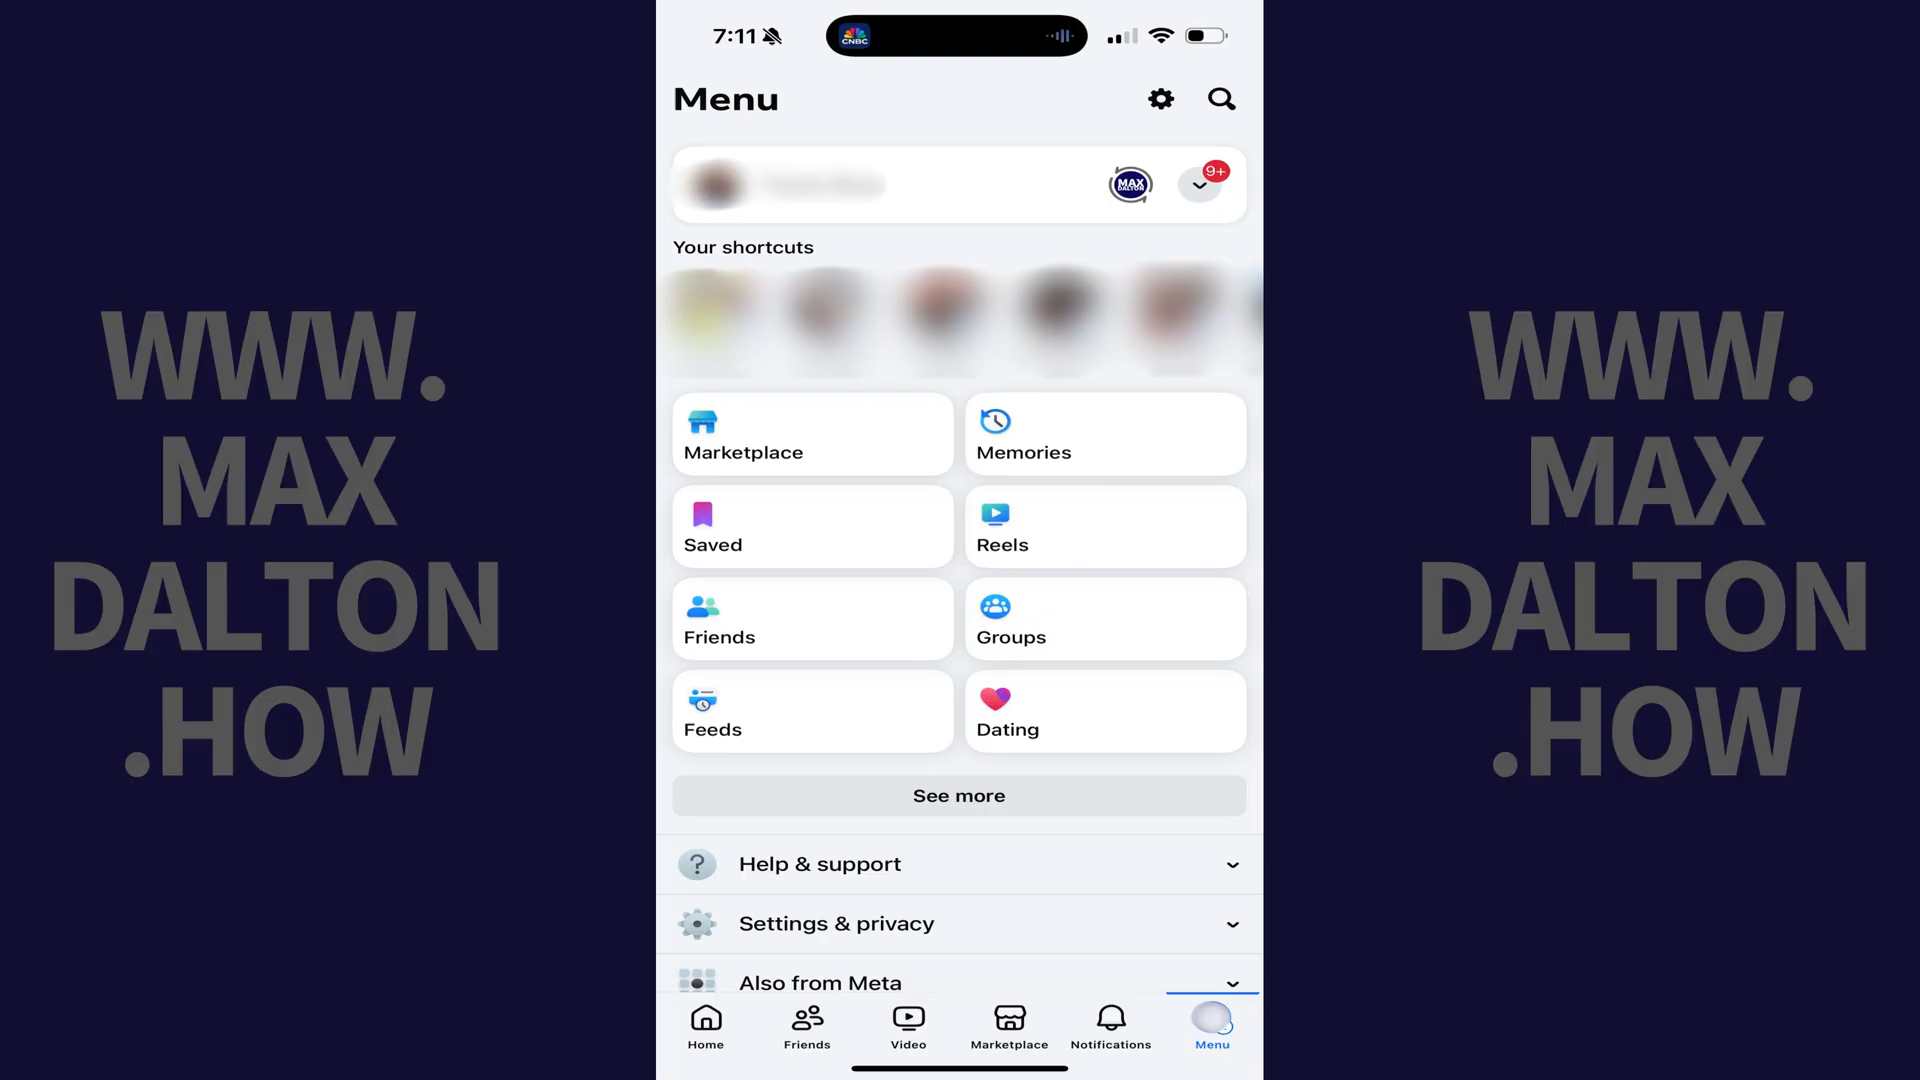 WWW.
MAX
DALTON
.HOW
7:11
CNBC
Menu
MAX
DALTON
9+
Your shortcuts
Marketplace
Memories
Saved
Reels
Friends
Groups
Feeds
Dating
See more
Help & support
Settings & privacy
Also from Meta
Home
Friends
Video
Marketplace
Notifications
Menu
WWW.
MAX
DALTON
.HOW